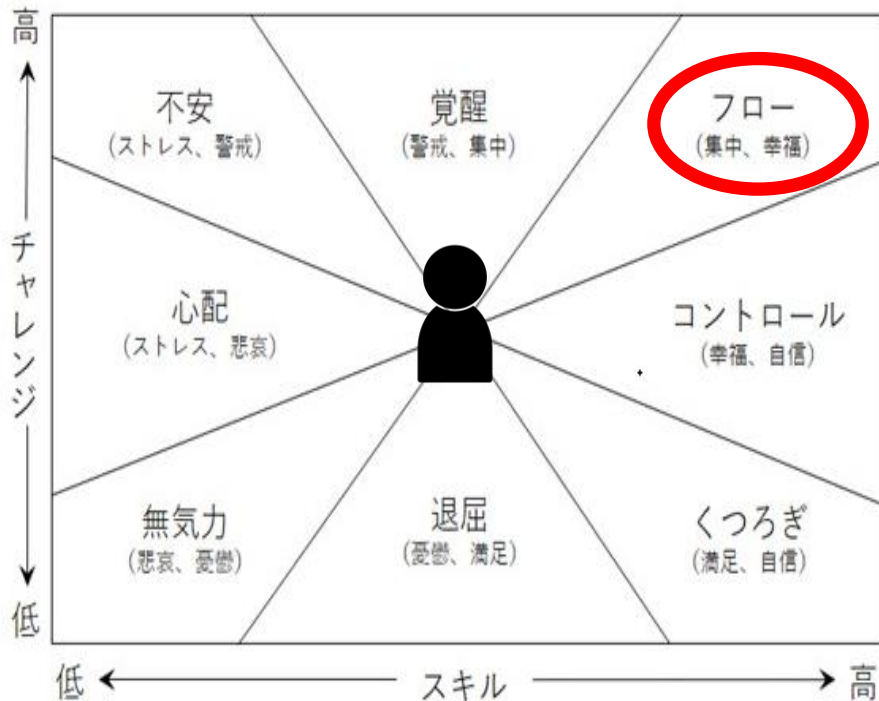 高
不安
(ストレス、警戒)
覚醒
(警戒、集中)
フロー
(集中、幸福)
チャレンジ
心配
(ストレス、悲哀)
コントロール
(幸福、自信)
無気力
(悲哀、憂鬱)
退屈
(憂鬱、満足)
くつろぎ
(満足、自信)
低
低
スキル
高